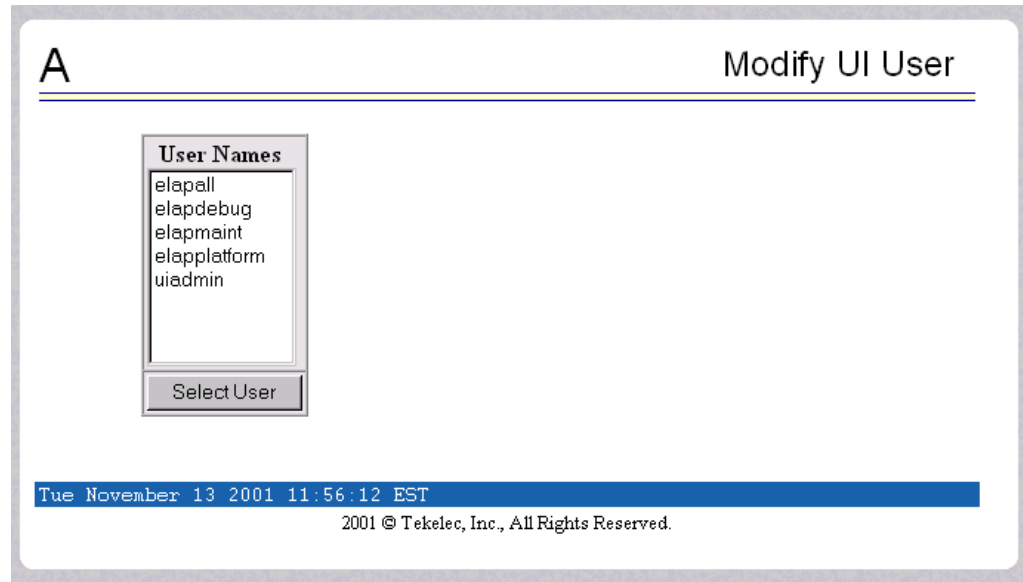 A
Modify UI User
User Names
elapall
elapdebug
elapmaint
elapplatform
uiadmin
Select User
Tue November 13 2001 11:56:12 EST
2001 © Tekelec, Inc., All Rights Reserved.